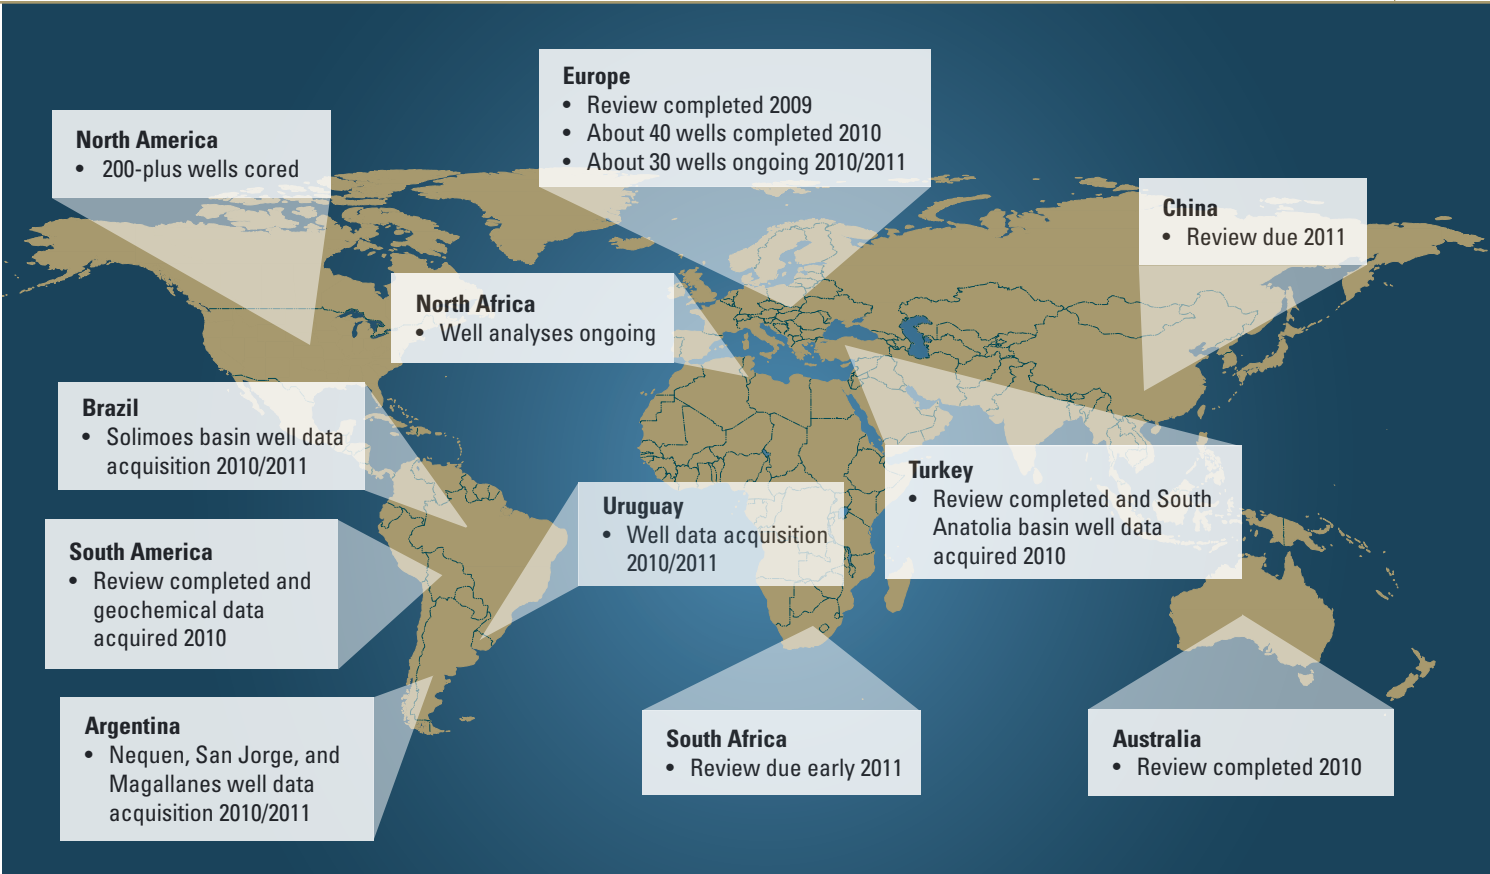 Europe
• Review completed 2009
• About 40 wells completed 2010
• About 30 wells ongoing 2010/2011
North America
• 200-plus wells cored
China
• Review due 2011
North Africa
• Well analyses ongoing
Brazil
• Solimoes basin well data
acquisition 2010/2011
Turkey
• Review completed and South
Anatolia basin well data
acquired 2010
Uruguay
• Well data acquisition
2010/2011
South America
• Review completed and
geochemical data
acquired 2010
Argentina
• Nequen, San Jorge, and
Magallanes well data
acquisition 2010/2011
South Africa
• Review due early 2011
Australia
• Review completed 2010